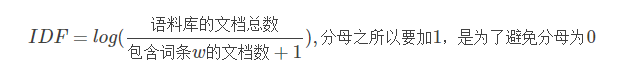 IDF = log(语料库的文档总数 / 包含词条w的文档数 + 1), 分母之所以要加1，是为了避免分母为0